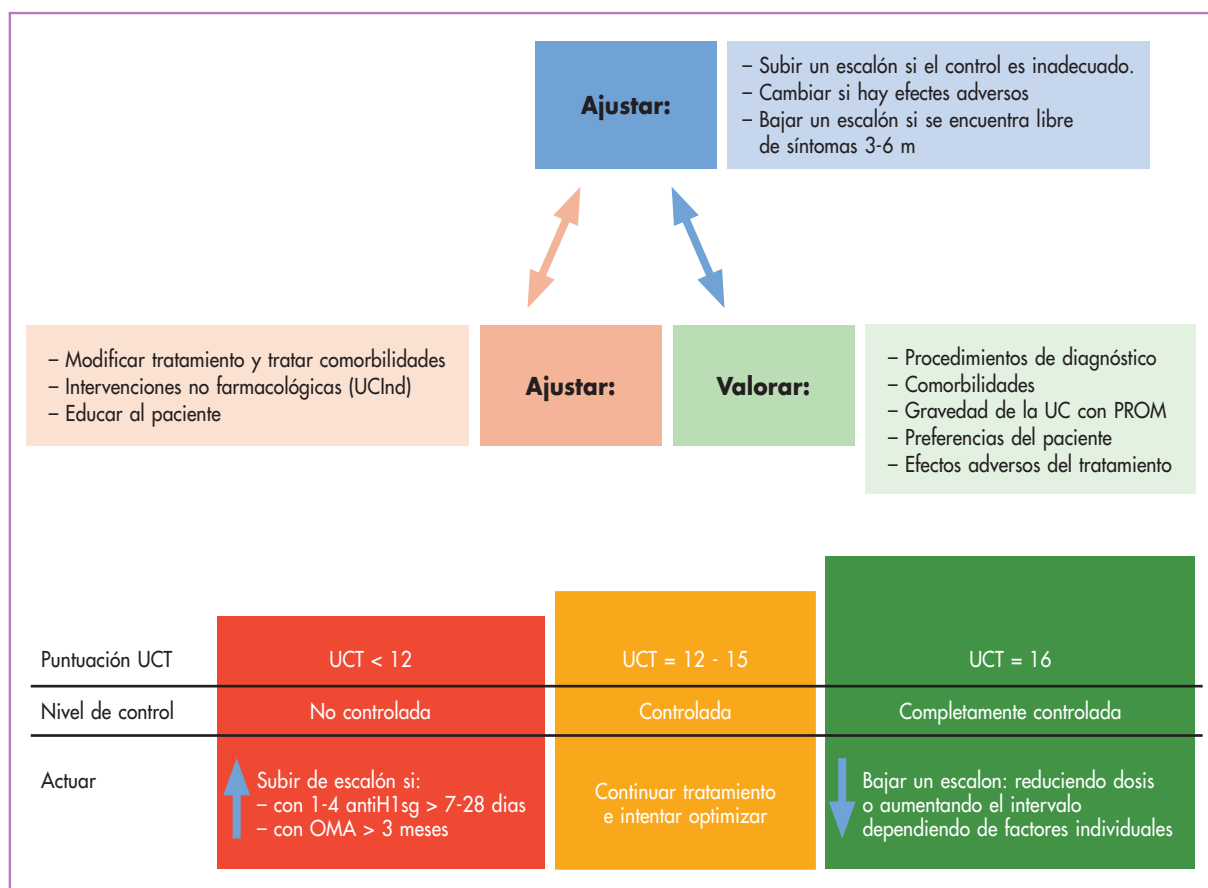 Ajustar:
– Subir un escalón si el control es inadecuado.
– Cambiar si hay efectes adversos
– Bajar un escalón si se encuentra libre
de síntomas 3-6 m
– Modificar tratamiento y tratar comorbilidades
– Intervenciones no farmacológicas (UCInd)
– Educar al paciente
Ajustar:
Valorar:
– Procedimientos de diagnóstico
– Comorbilidades
– Gravedad de la UC con PROM
– Preferencias del paciente
– Efectos adversos del tratamiento
Puntuación UCT
UCT < 12
UCT = 12 - 15
UCT = 16
Nivel de control
No controlada
Controlada
Completamente controlada
Actuar
Subir de escalón si:
– con 1-4 antiH1sg > 7-28 dias
– con OMA > 3 meses
Continuar tratamiento
e intentar optimizar
Bajar un escalon: reduciendo dosis
o aumentando el intervalo
dependiendo de factores individuales